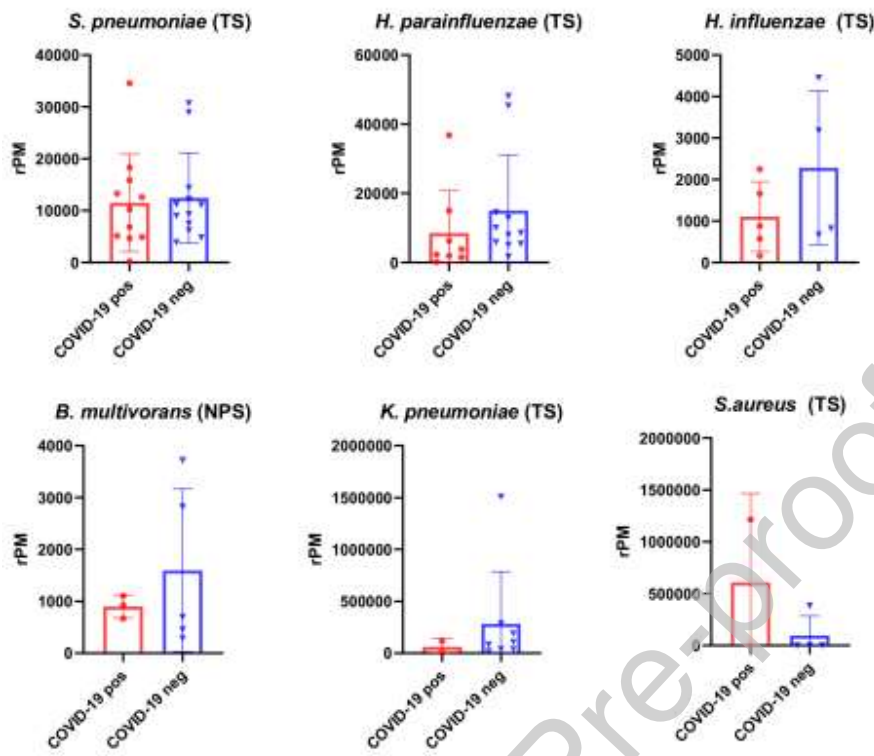 S. pneumoniae (TS)
40000
30000
20000
10000
0
rPM
COVID-19 pos
COVID-19 neg
H. parainfluenzae (TS)
60000
40000
20000
0
rPM
COVID-19 pos
COVID-19 neg
H. influenzae (TS)
5000
4000
3000
2000
1000
0
rPM
COVID-19 pos
COVID-19 neg
B. multivorans (NPS)
4000
3000
2000
1000
0
rPM
COVID-19 pos
COVID-19 neg
K. pneumoniae (TS)
2000000
1500000
1000000
500000
0
rPM
COVID-19 pos
COVID-19 neg
S.aureus (TS)
2000000
1500000
1000000
500000
0
rPM
COVID-19 pos
COVID-19 neg
Pre-proof